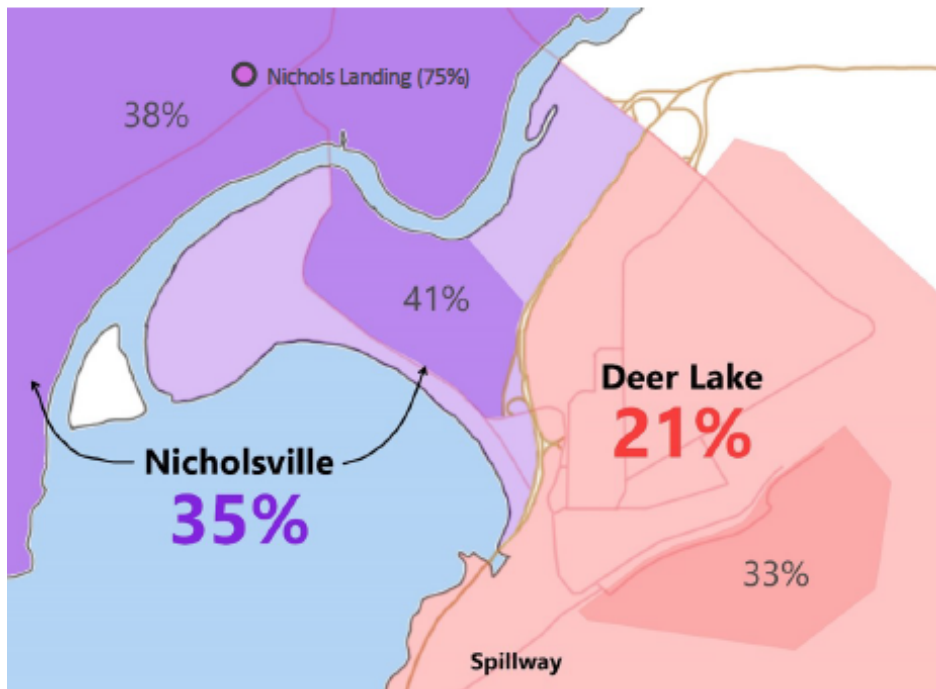 Nichols Landing (75%)
38%
41%
Deer Lake
21%
Nicholsville
35%
33%
Spillway